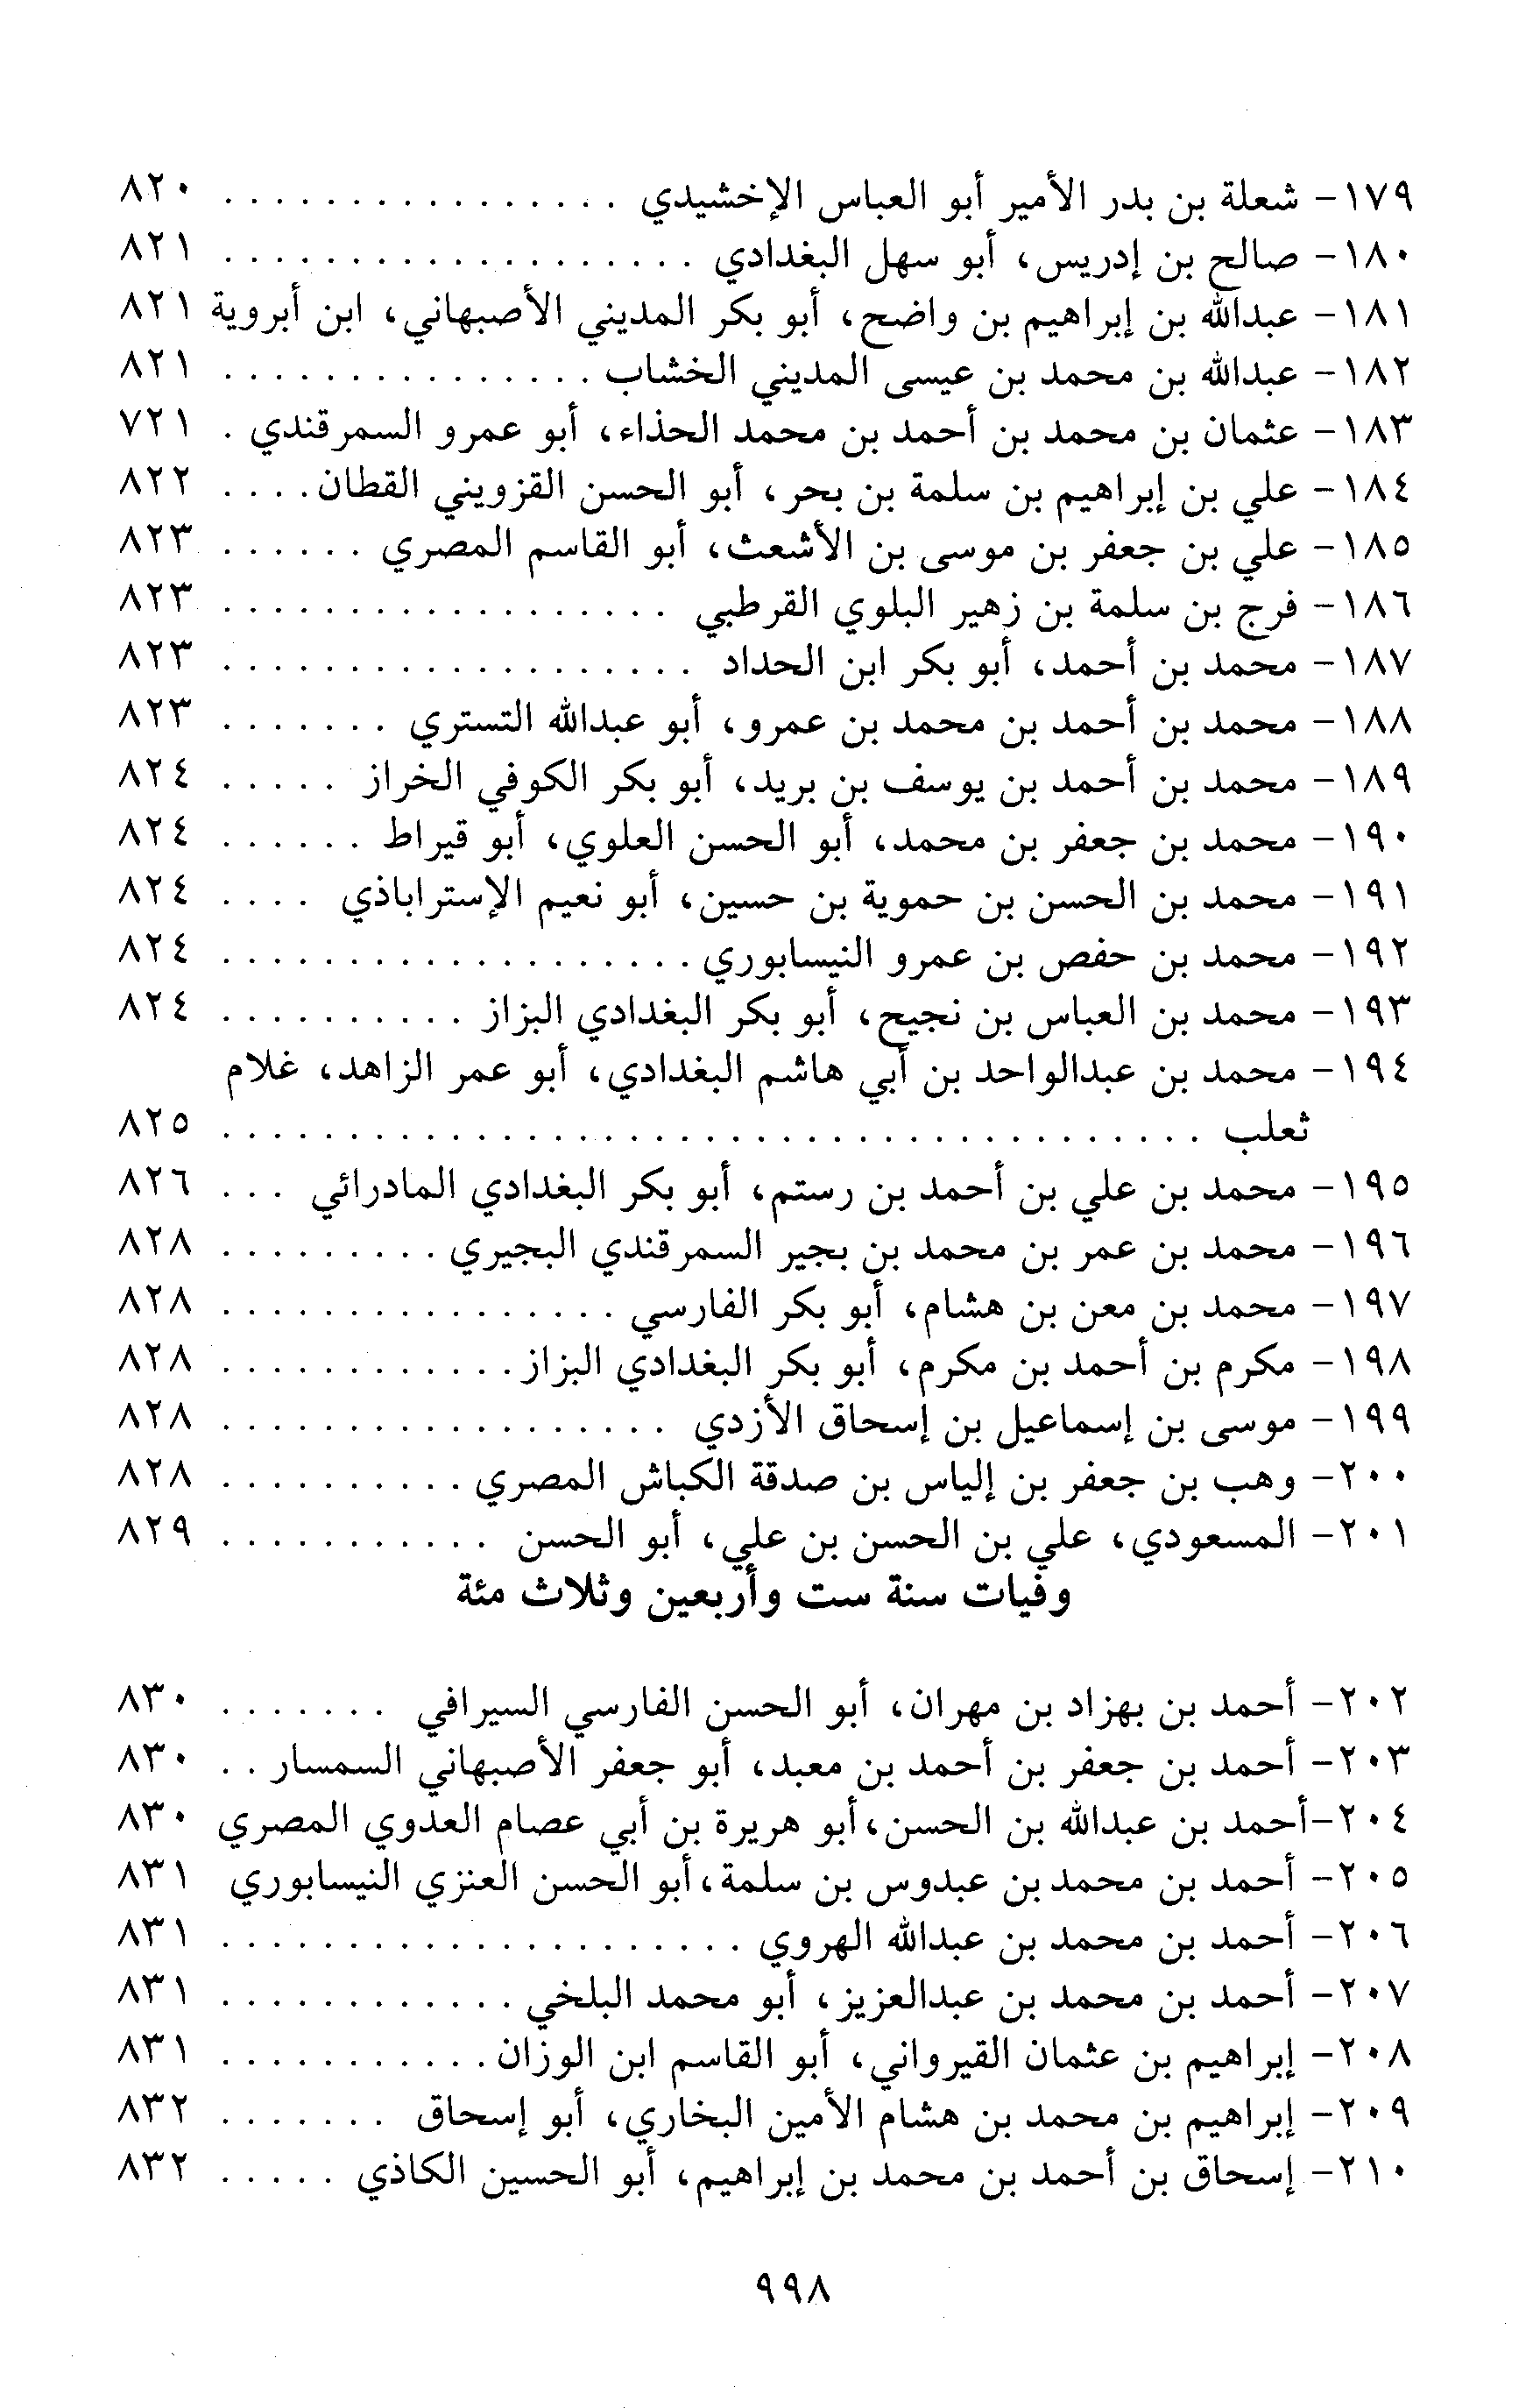 ١٧٩- شعلة بن بدر الأمير أبو العباس الإخشيدي . . . . . . . . . . . . . . . . ٨٢٠
١٨٠- صالح بن إدريس، أبو سهل البغدادي . . . . . . . . . . . . . . . . . . . ٨٢١
١٨١- عبدالله بن إبراهيم بن واضح، أبو بكر المديني الأصبهاني، ابن أبروية ٨٢١
١٨٢- عبدالله بن محمد بن عيسى المديني الخشاب . . . . . . . . . . . . . . . ٨٢١
١٨٣- عثمان بن محمد بن أحمد بن محمد الحذاء، أبو عمرو السمرقندي . ٧٢١
١٨٤- علي بن إبراهيم بن سلمة بن بحر، أبو الحسن القزويني القطان . . . . ٨٢٢
١٨٥- علي بن جعفر بن موسى بن الأشعث، أبو القاسم المصري . . . . . . ٨٢٣
١٨٦- فرج بن سلمة بن زهير البلوي القرطبي . . . . . . . . . . . . . . . . . . ٨٢٣
١٨٧- محمد بن أحمد، أبو بكر ابن الحداد . . . . . . . . . . . . . . . . . . . ٨٢٣
١٨٨- محمد بن أحمد بن محمد بن عمرو، أبو عبدالله التستري . . . . . . . ٨٢٣
١٨٩- محمد بن أحمد بن يوسف بن بريد، أبو بكر الكوفي الخراز . . . . . ٨٢٤
١٩٠- محمد بن جعفر بن محمد، أبو الحسن العلوي، أبو قيراط . . . . . . ٨٢٤
١٩١- محمد بن الحسن بن حموية بن حسين، أبو نعيم الإستراباذي . . . . ٨٢٤
١٩٢- محمد بن حفص بن عمرو النيسابوري . . . . . . . . . . . . . . . . . . . ٨٢٤
١٩٣- محمد بن العباس بن نجيح، أبو بكر البغدادي البزاز . . . . . . . . . . ٨٢٤
١٩٤- محمد بن عبدالواحد بن أبي هاشم البغدادي، أبو عمر الزاهد، غلام
ثعلب . . . . . . . . . . . . . . . . . . . . . . . . . . . . . . . . . . . . . . . ٨٢٥
١٩٥- محمد بن علي بن أحمد بن رستم، أبو بكر البغدادي المادرائي . . . ٨٢٦
١٩٦- محمد بن عمر بن محمد بن بجير السمرقندي البجيري . . . . . . . . . ٨٢٨
١٩٧- محمد بن معن بن هشام، أبو بكر الفارسي . . . . . . . . . . . . . . . . ٨٢٨
١٩٨- مكرم بن أحمد بن مكرم، أبو بكر البغدادي البزاز . . . . . . . . . . . . ٨٢٨
١٩٩- موسى بن إسماعيل بن إسحاق الأزدي . . . . . . . . . . . . . . . . . . ٨٢٨
٢٠٠- وهب بن جعفر بن إلياس بن صدقة الكباش المصري . . . . . . . . . . ٨٢٨
٢٠١- المسعودي، علي بن الحسن بن علي، أبو الحسن . . . . . . . . . . . ٨٢٩
وفيات سنة ست وأربعين وثلاث مئة
٢٠٢- أحمد بن بهزاد بن مهران، أبو الحسن الفارسي السيرافي . . . . . . . ٨٣٠
٢٠٣- أحمد بن جعفر بن أحمد بن معبد، أبو جعفر الأصبهاني السمسار . . ٨٣٠
٢٠٤-أحمد بن عبدالله بن الحسن،أبو هريرة بن أبي عصام العدوي المصري ٨٣٠
٢٠٥- أحمد بن محمد بن عبدوس بن سلمة،أبو الحسن العنزي النيسابوري ٨٣١
٢٠٦- أحمد بن محمد بن عبدالله الهروي . . . . . . . . . . . . . . . . . . . . . ٨٣١
٢٠٧- أحمد بن محمد بن عبدالعزيز، أبو محمد البلخي . . . . . . . . . . . . ٨٣١
٢٠٨- إبراهيم بن عثمان القيرواني، أبو القاسم ابن الوزان . . . . . . . . . . . ٨٣١
٢٠٩- إبراهيم بن محمد بن هشام الأمين البخاري، أبو إسحاق . . . . . . . ٨٣٢
٢١٠- إسحاق بن أحمد بن محمد بن إبراهيم، أبو الحسين الكاذي . . . . . ٨٣٢
٩٩٨